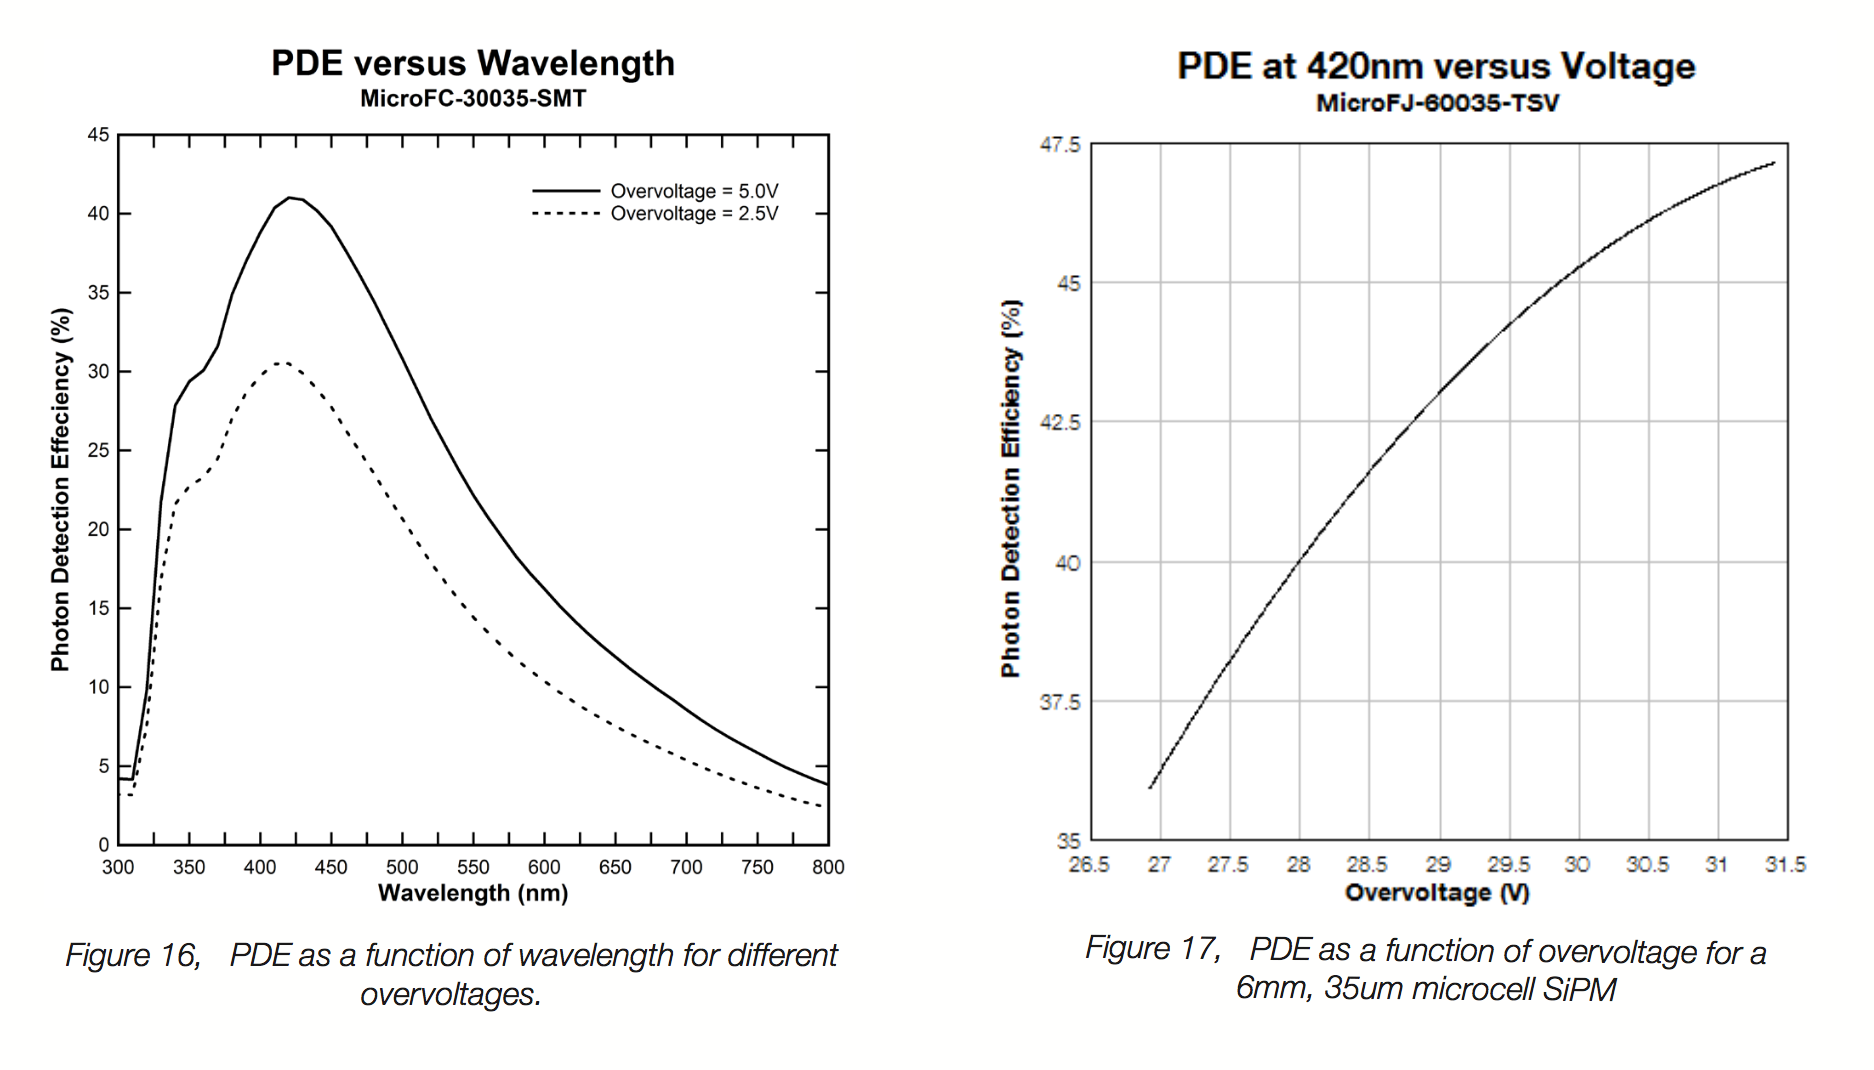 PDE versus Wavelength
MicroFC-30035-SMT
Overvoltage = 5.0V
Overvoltage = 2.5V
Photon Detection Effeciency (%)
45
40
35
30
25
20
15
10
5
0
300 350 400 450 500 550 600 650 700 750 800
Wavelength (nm)
Figure 16, PDE as a function of wavelength for different
overvoltages.
PDE at 420nm versus Voltage
MicroFJ-60035-TSV
Photon Detection Efficiency (%)
47.5
45
42.5
40
37.5
35
26.5 27 27.5 28 28.5 29 29.5 30 30.5 31 31.5
Overvoltage (V)
Figure 17, PDE as a function of overvoltage for a
6mm, 35um microcell SiPM